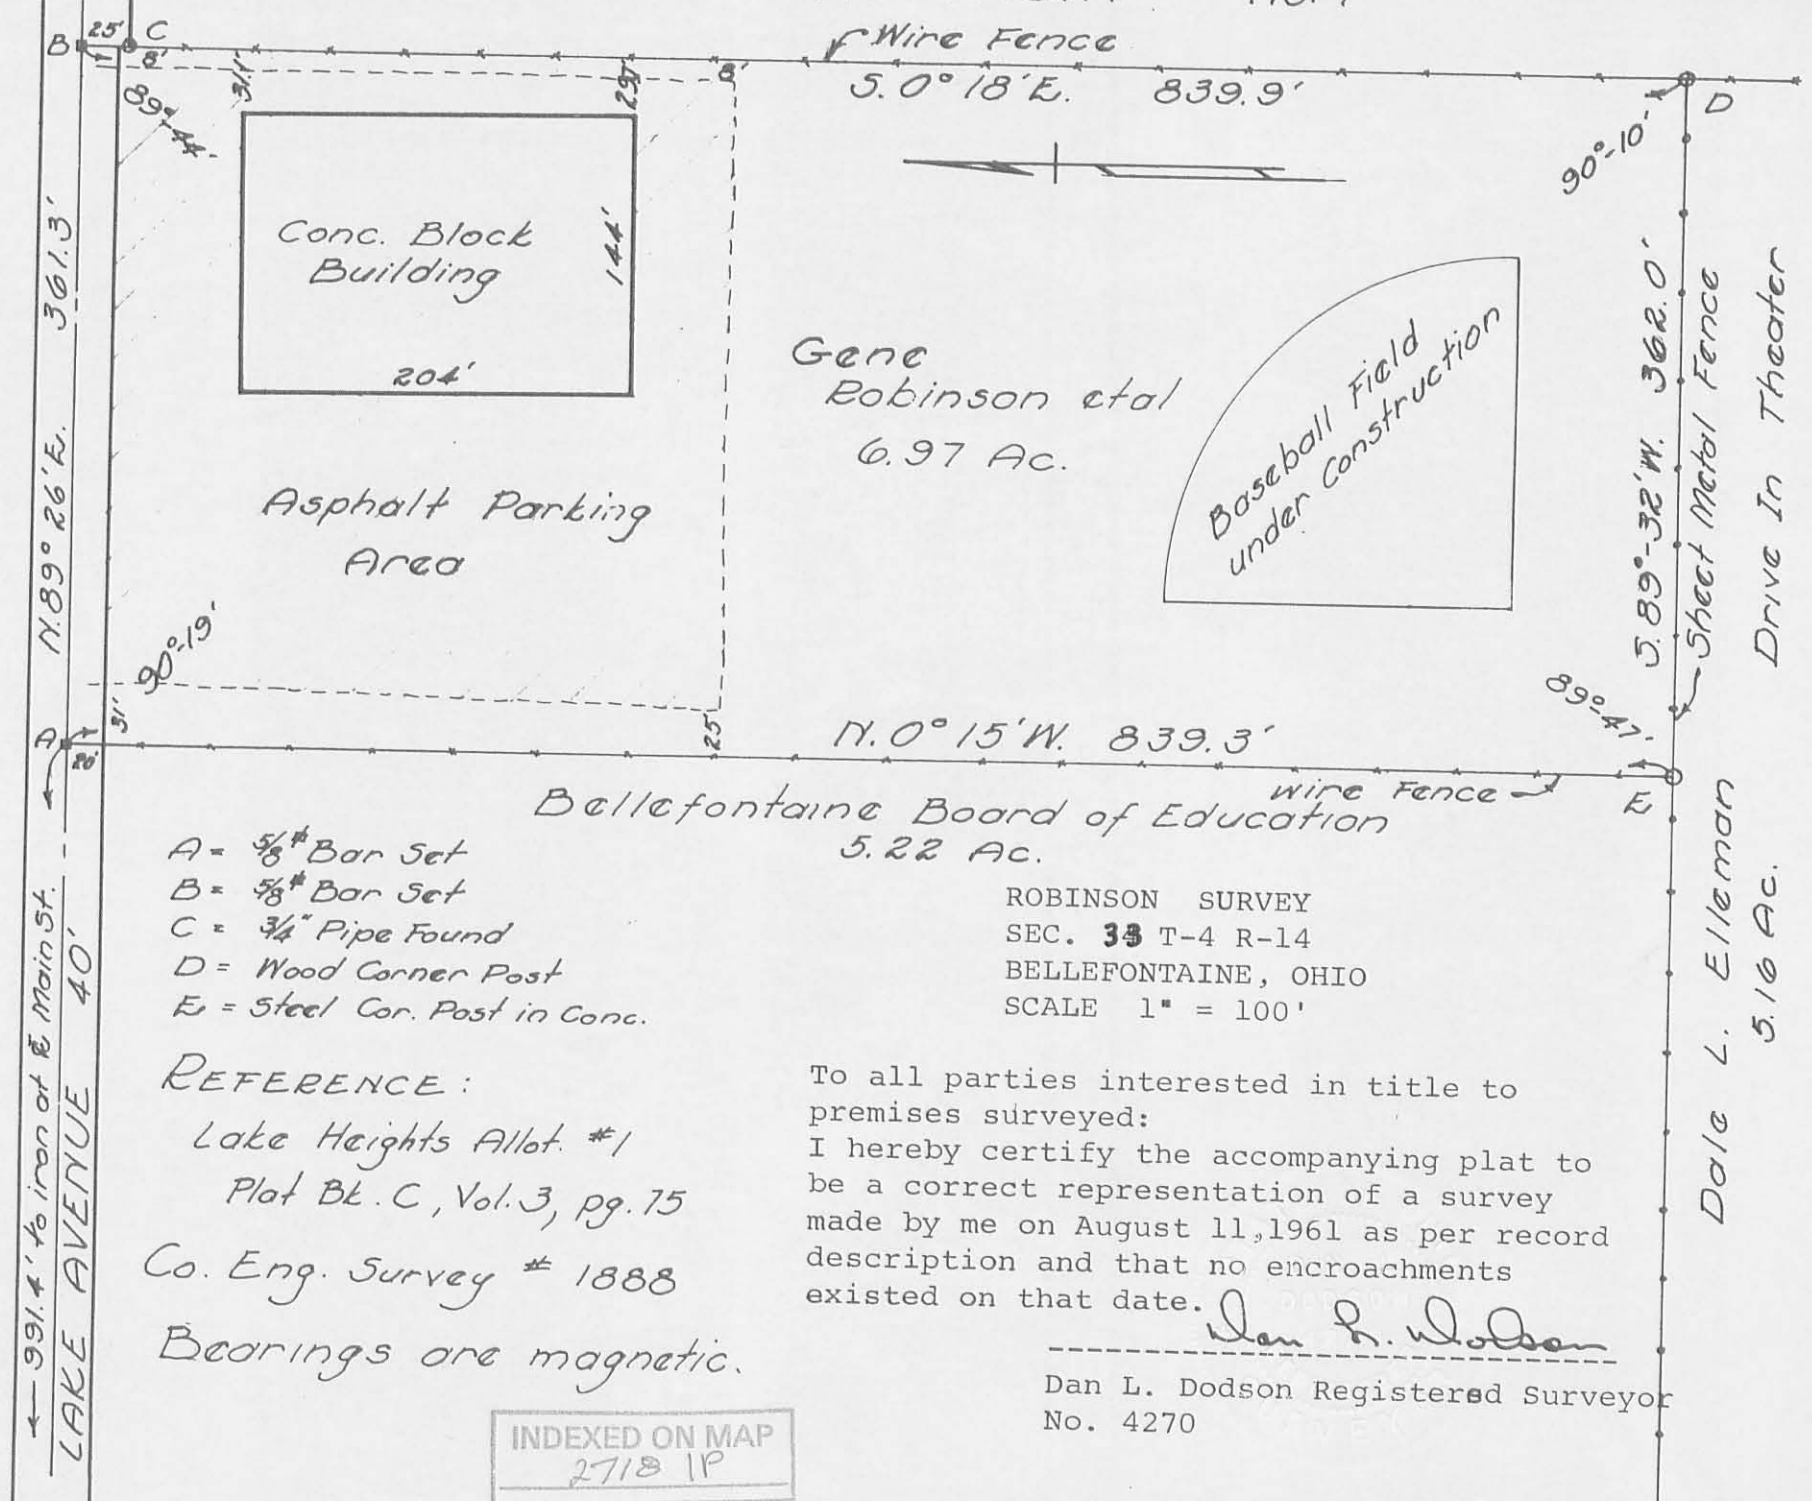 B 25' C
8'
Wire Fence
S. 0° 18' E. 839.9'
D
31.1'
29'
8'
89°-44'
90°-10'
Conc. Block
Building
144'
204'
N. 89° 26' E. 361.3'
Gene
Robinson etal
6.97 Ac.
Baseball Field
under Construction
S. 89°-32' W. 362.0'
Sheet Metal Fence
Drive In Theater
Asphalt Parking
Area
90°-19'
89°-47'
A
20'
31'
25'
N. 0° 15' W. 839.3'
Wire Fence
E
Bellefontaine Board of Education
5.22 Ac.
A = 5/8" Bar Set
B = 5/8" Bar Set
C = 3/4" Pipe Found
D = Wood Corner Post
E = Steel Cor. Post in Conc.
ROBINSON SURVEY
SEC. 33 T-4 R-14
BELLEFONTAINE, OHIO
SCALE 1" = 100'
Dale L. Elleman
5.16 Ac.
991.4' to iron at ℄ Main St.
LAKE AVENUE 40'
REFERENCE:
Lake Heights Allot. #1
Plat Bk. C, Vol. 3, pg. 75
Co. Eng. Survey # 1888
Bearings are magnetic.
To all parties interested in title to
premises surveyed:
I hereby certify the accompanying plat to
be a correct representation of a survey
made by me on August 11,1961 as per record
description and that no encroachments
existed on that date.
Dan L. Dodson
Dan L. Dodson Registered Surveyor
No. 4270
INDEXED ON MAP
2718 1P